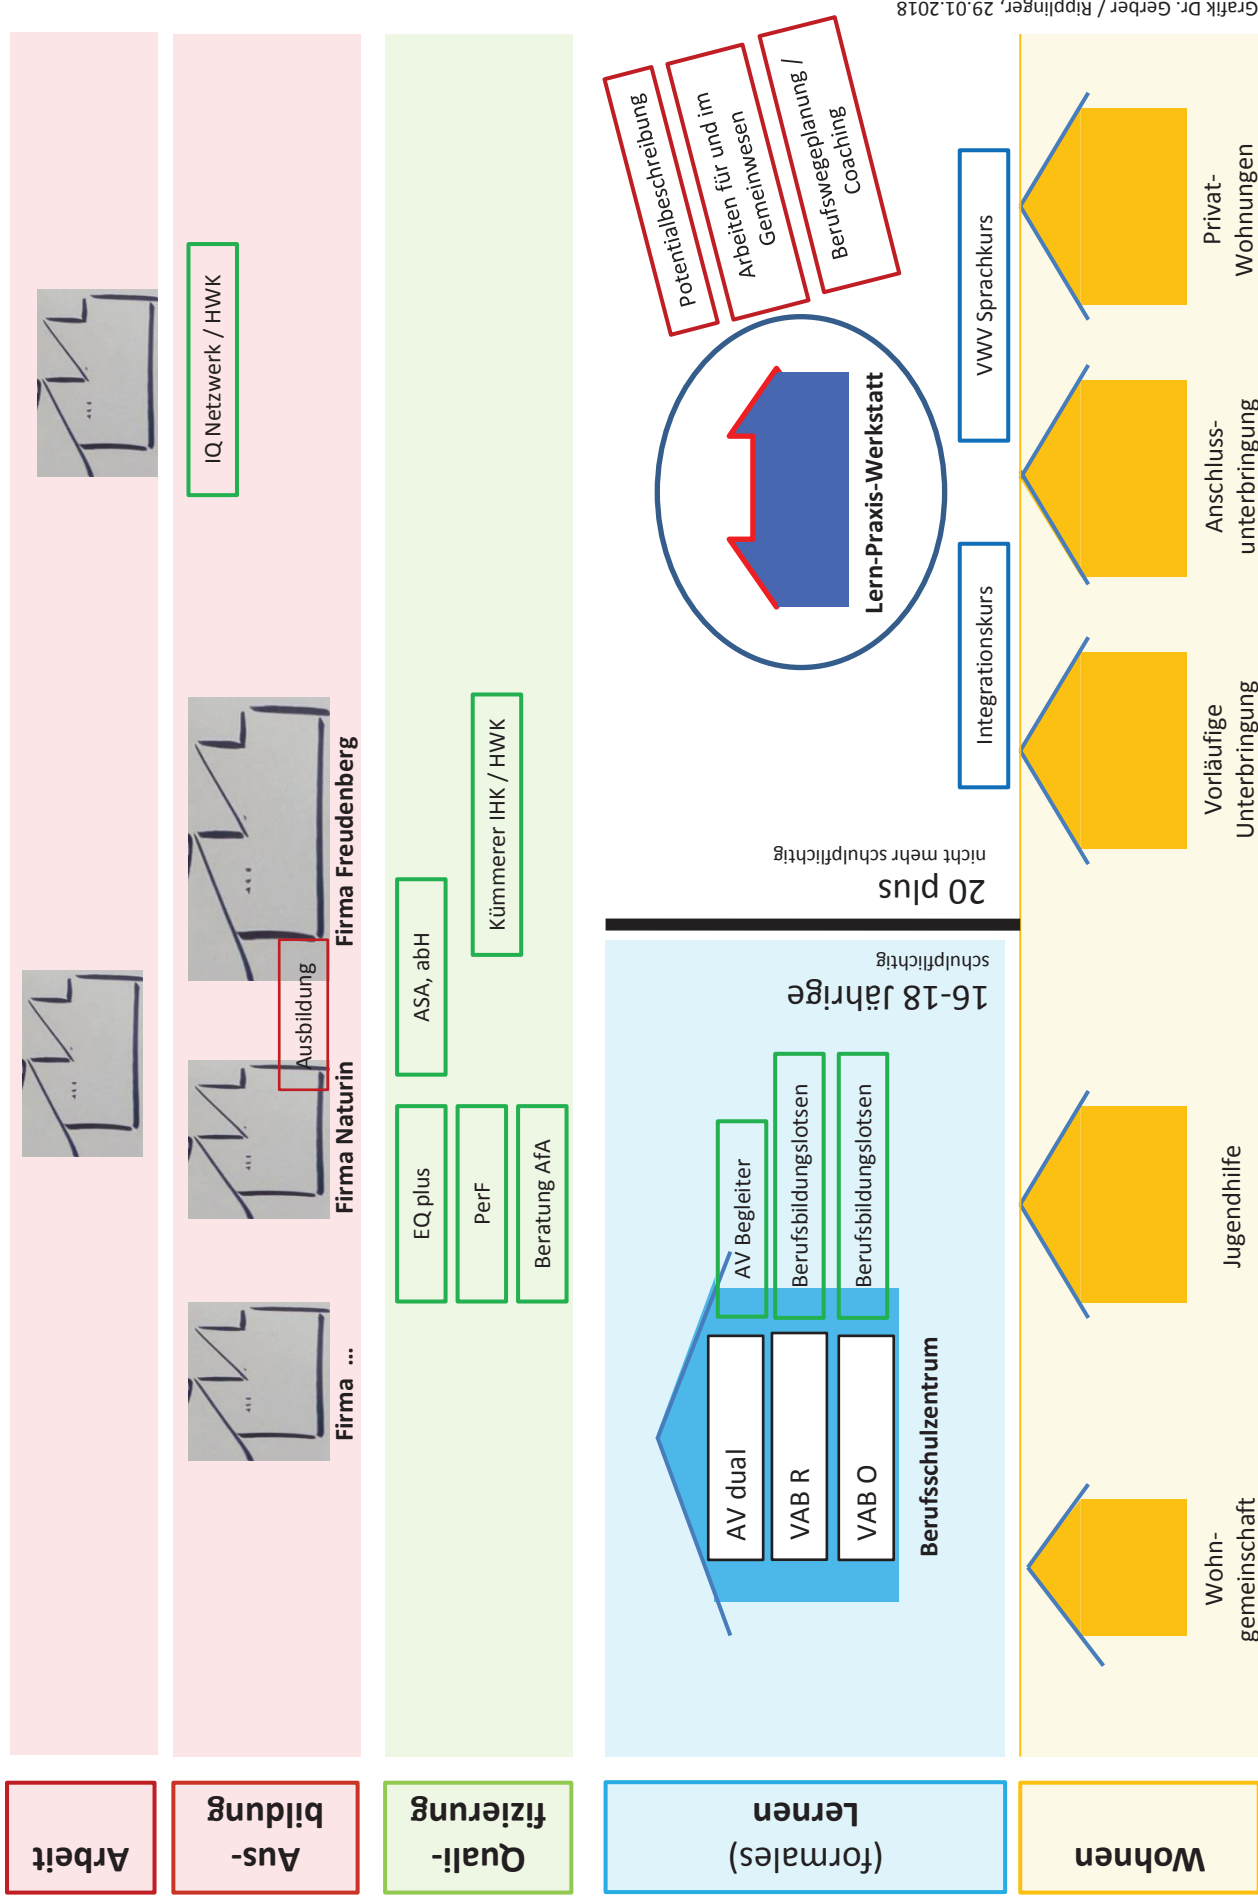 Arbeit
Aus-
bildung
IQ Netzwerk / HWK
Ausbildung
Firma ...
Firma Naturin
Firma Freudenberg
Quali-
fizierung
EQ plus
PerF
Beratung AfA
ASA, abH
Kümmerer IHK / HWK
(formales)
Lernen
AV dual
VAB R
VAB O
AV Begleiter
Berufsbildungslotsen
Berufsbildungslotsen
Berufsschulzentrum
16-18 Jährige
schulpflichtig
20 plus
nicht mehr schulpflichtig
Lern-Praxis-Werkstatt
Potentialbeschreibung
Arbeiten für und im
Gemeinwesen
Berufswegeplanung /
Coaching
Integrationskurs
VWV Sprachkurs
Wohnen
Wohn-
gemeinschaft
Jugendhilfe
Vorläufige
Unterbringung
Anschluss-
unterbringung
Privat-
Wohnungen
Grafik Dr. Gerber / Ripplinger, 29.01.2018